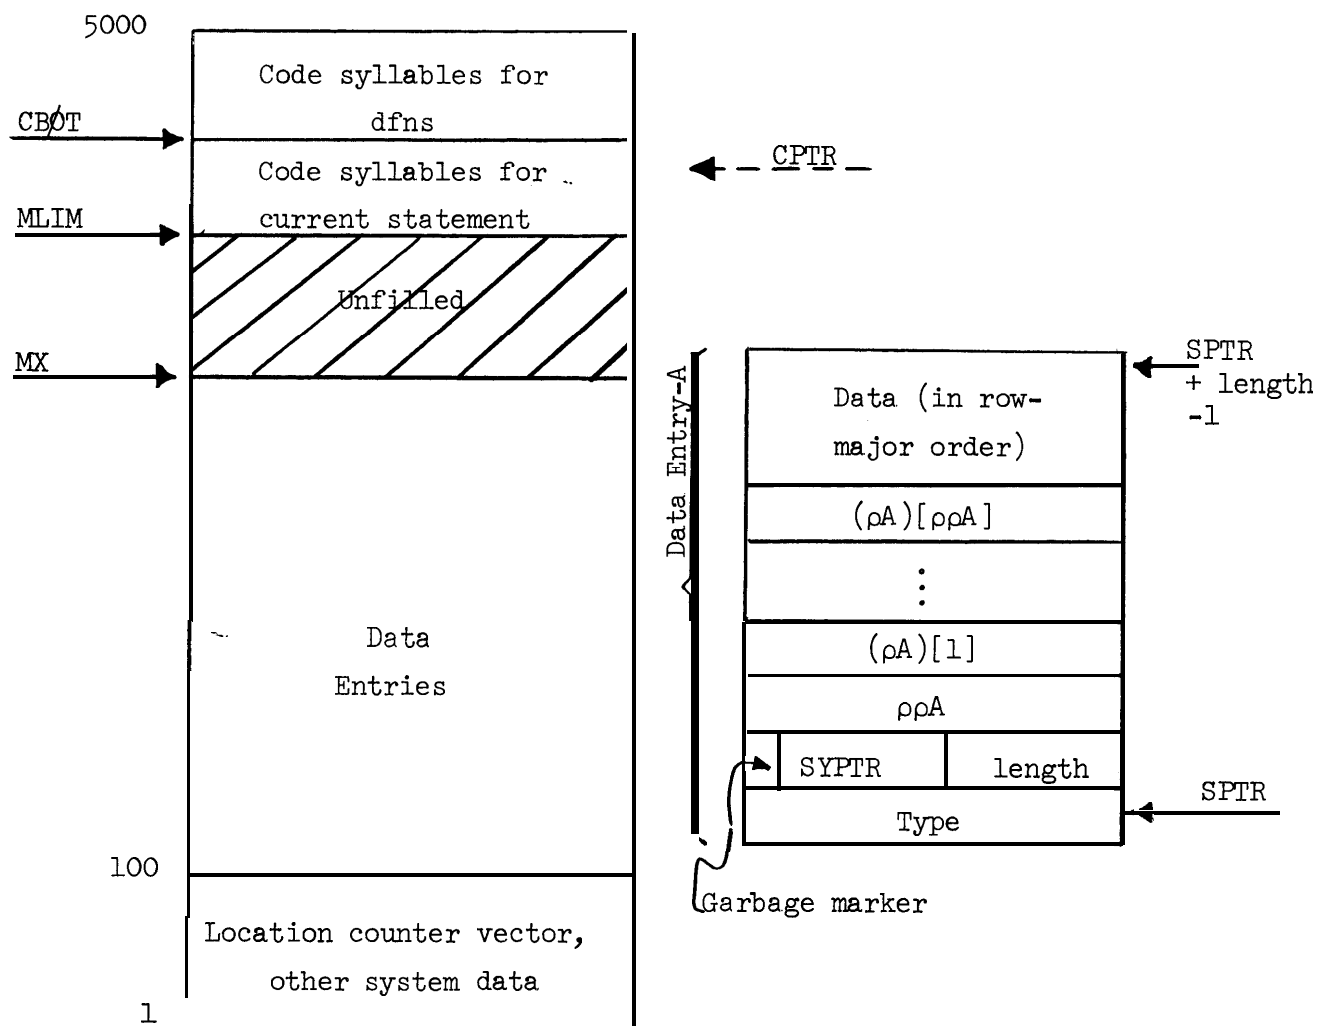 5000
Code syllables for
dfns
CBØT
CPTR
Code syllables for
current statement
MLIM
Unfilled
MX
Data
Entries
100
Location counter vector,
other system data
1
Data Entry-A
SPTR
+ length
-1
Data (in row-
major order)
(ρA)[ρρA]
⋮
(ρA)[1]
ρρA
SYPTR
length
SPTR
Type
Garbage marker